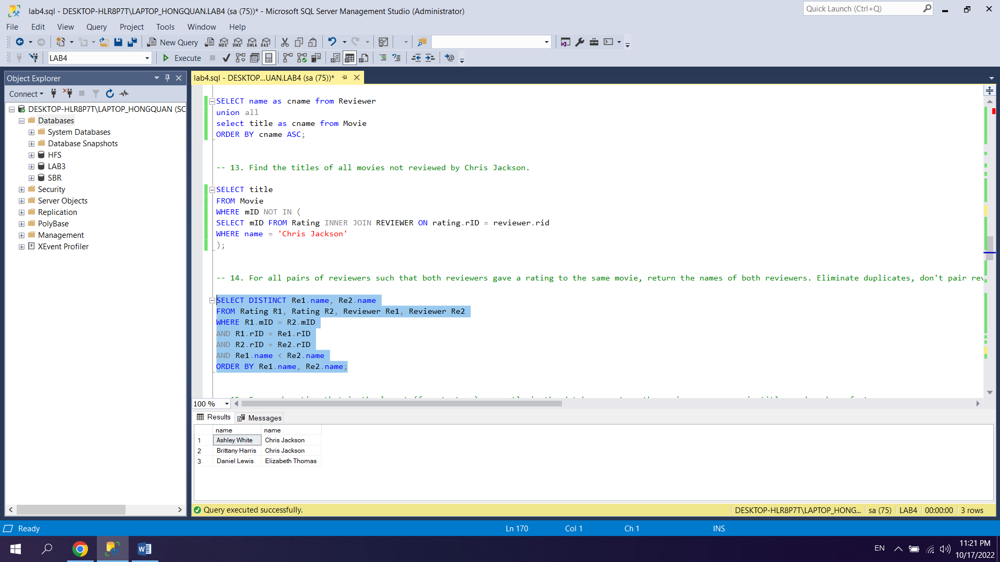 lab4.sql - DESKTOP-HLR8P7T\LAPTOP_HONGQUAN.LAB4 (sa (75))* - Microsoft SQL Server Management Studio (Administrator)
Quick Launch (Ctrl+Q)
File Edit View Query Project Tools Window Help
New Query MDX DMX XMLA DAX
LAB4 Execute
Object Explorer
Connect
DESKTOP-HLR8P7T\LAPTOP_HONGQUAN (SC
Databases
System Databases
Database Snapshots
HFS
LAB3
SBR
Security
Server Objects
Replication
PolyBase
Management
XEvent Profiler
lab4.sql - DESKTOP...UAN.LAB4 (sa (75))*
SELECT name as cname from Reviewer
union all
select title as cname from Movie
ORDER BY cname ASC;
-- 13. Find the titles of all movies not reviewed by Chris Jackson.
SELECT title
FROM Movie
WHERE mID NOT IN (
SELECT mID FROM Rating INNER JOIN REVIEWER ON rating.rID = reviewer.rid
WHERE name = 'Chris Jackson'
);
-- 14. For all pairs of reviewers such that both reviewers gave a rating to the same movie, return the names of both reviewers. Eliminate duplicates, don't pair rev
SELECT DISTINCT Re1.name, Re2.name
FROM Rating R1, Rating R2, Reviewer Re1, Reviewer Re2
WHERE R1.mID = R2.mID
AND R1.rID = Re1.rID
AND R2.rID = Re2.rID
AND Re1.name < Re2.name
ORDER BY Re1.name, Re2.name;
100 %
Results Messages
name name
1 Ashley White Chris Jackson
2 Brittany Harris Chris Jackson
3 Daniel Lewis Elizabeth Thomas
Query executed successfully.
DESKTOP-HLR8P7T\LAPTOP_HONG... sa (75) LAB4 00:00:00 3 rows
Ready Ln 170 Col 1 Ch 1 INS
EN
11:21 PM
10/17/2022